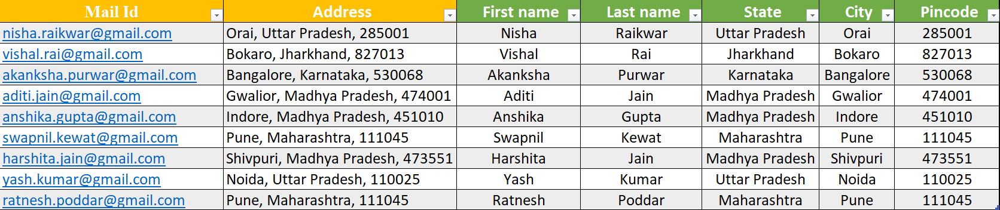 Mail Id Address First name Last name State City Pincode
nisha.raikwar@gmail.com Orai, Uttar Pradesh, 285001 Nisha Raikwar Uttar Pradesh Orai 285001
vishal.rai@gmail.com Bokaro, Jharkhand, 827013 Vishal Rai Jharkhand Bokaro 827013
akanksha.purwar@gmail.com Bangalore, Karnataka, 530068 Akanksha Purwar Karnataka Bangalore 530068
aditi.jain@gmail.com Gwalior, Madhya Pradesh, 474001 Aditi Jain Madhya Pradesh Gwalior 474001
anshika.gupta@gmail.com Indore, Madhya Pradesh, 451010 Anshika Gupta Madhya Pradesh Indore 451010
swapnil.kewat@gmail.com Pune, Maharashtra, 111045 Swapnil Kewat Maharashtra Pune 111045
harshita.jain@gmail.com Shivpuri, Madhya Pradesh, 473551 Harshita Jain Madhya Pradesh Shivpuri 473551
yash.kumar@gmail.com Noida, Uttar Pradesh, 110025 Yash Kumar Uttar Pradesh Noida 110025
ratnesh.poddar@gmail.com Pune, Maharashtra, 111045 Ratnesh Poddar Maharashtra Pune 111045